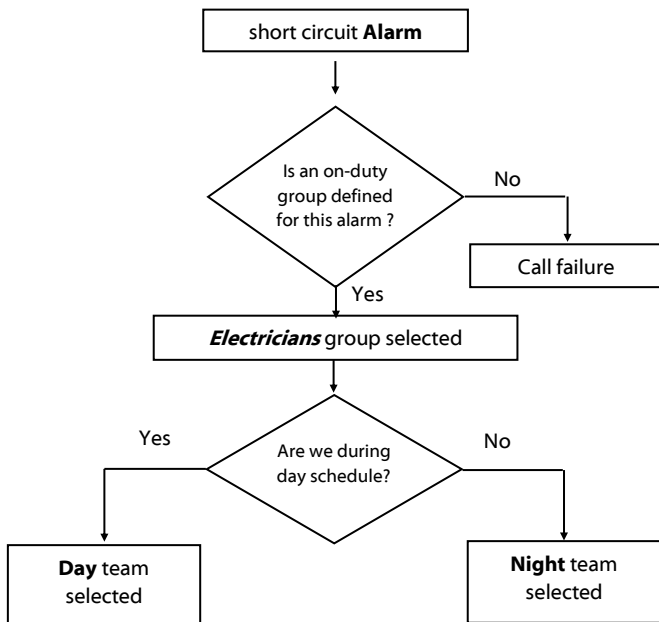 short circuit Alarm
Is an on-duty
group defined
for this alarm ?
No
Call failure
Yes
Electricians group selected
Yes
Are we during
day schedule?
No
Day team
selected
Night team
selected